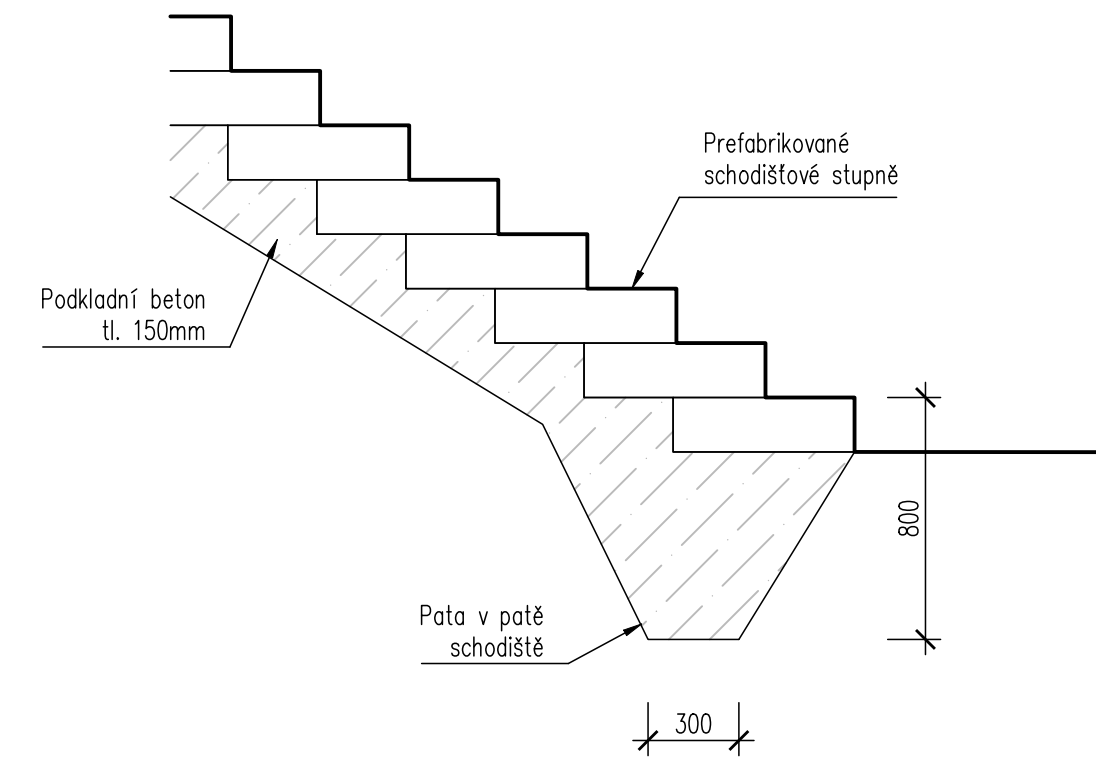 Prefabrikované
schodišťové stupně
Podkladní beton
tl. 150mm
800
Pata v patě
schodiště
300